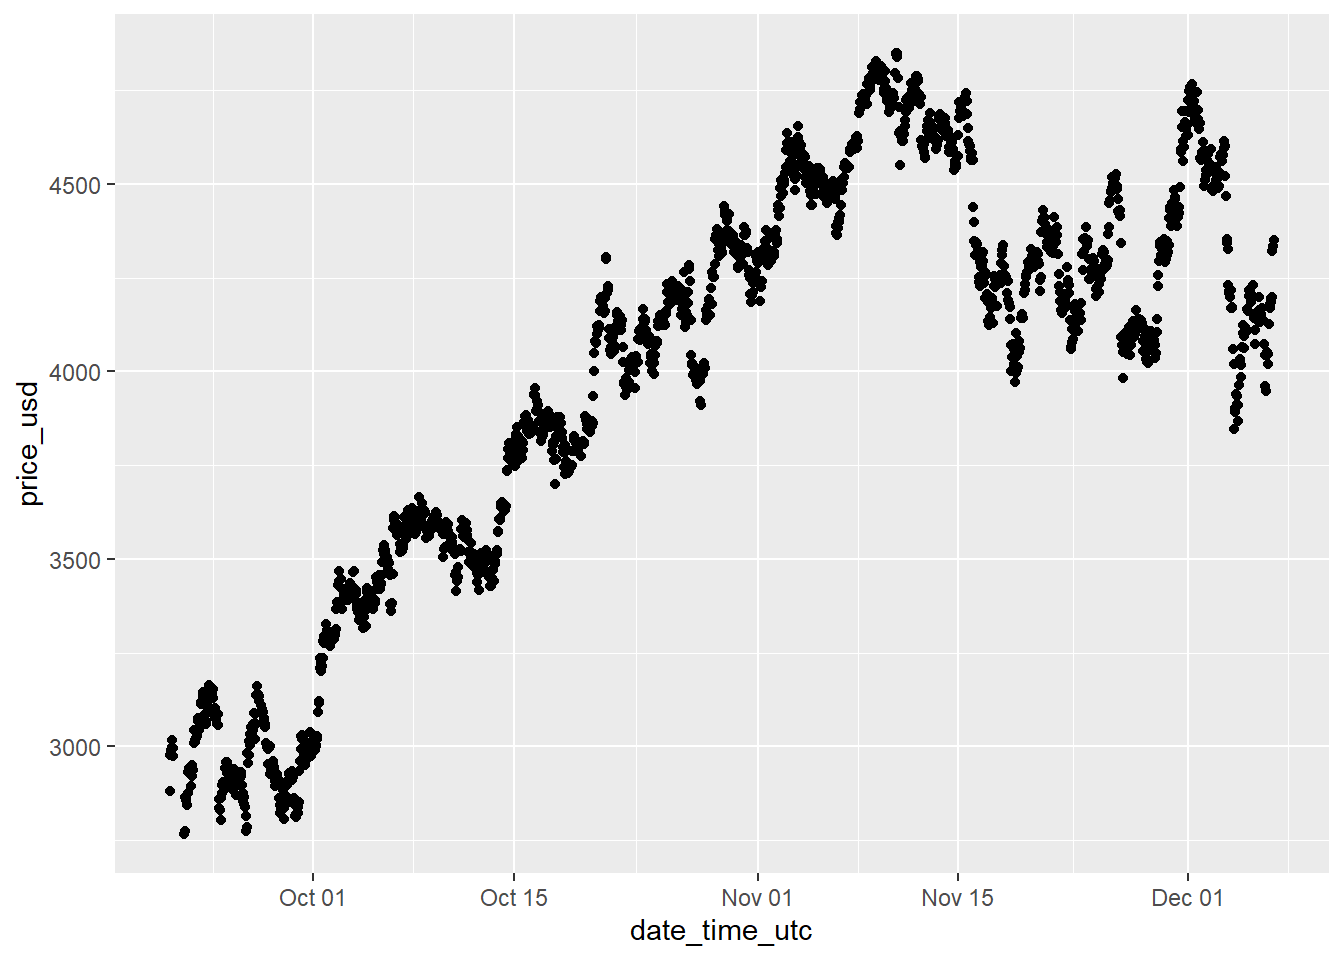 price_usd
4500
4000
3500
3000
Oct 01
Oct 15
Nov 01
Nov 15
Dec 01
date_time_utc